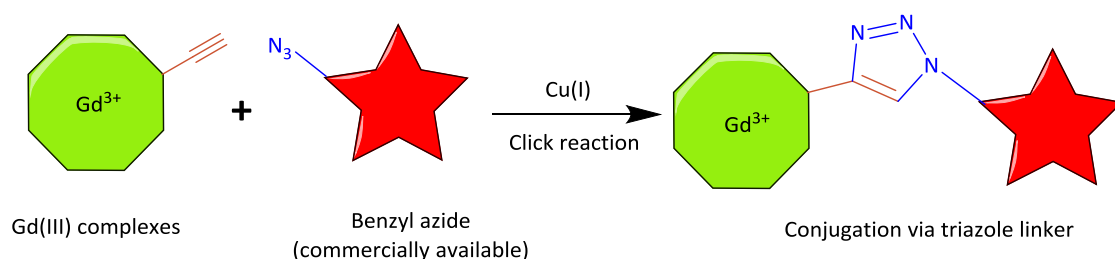 Gd3+
+
N3
Cu(I)
Click reaction
Gd3+
N
N
N
Gd(III) complexes
Benzyl azide
(commercially available)
Conjugation via triazole linker